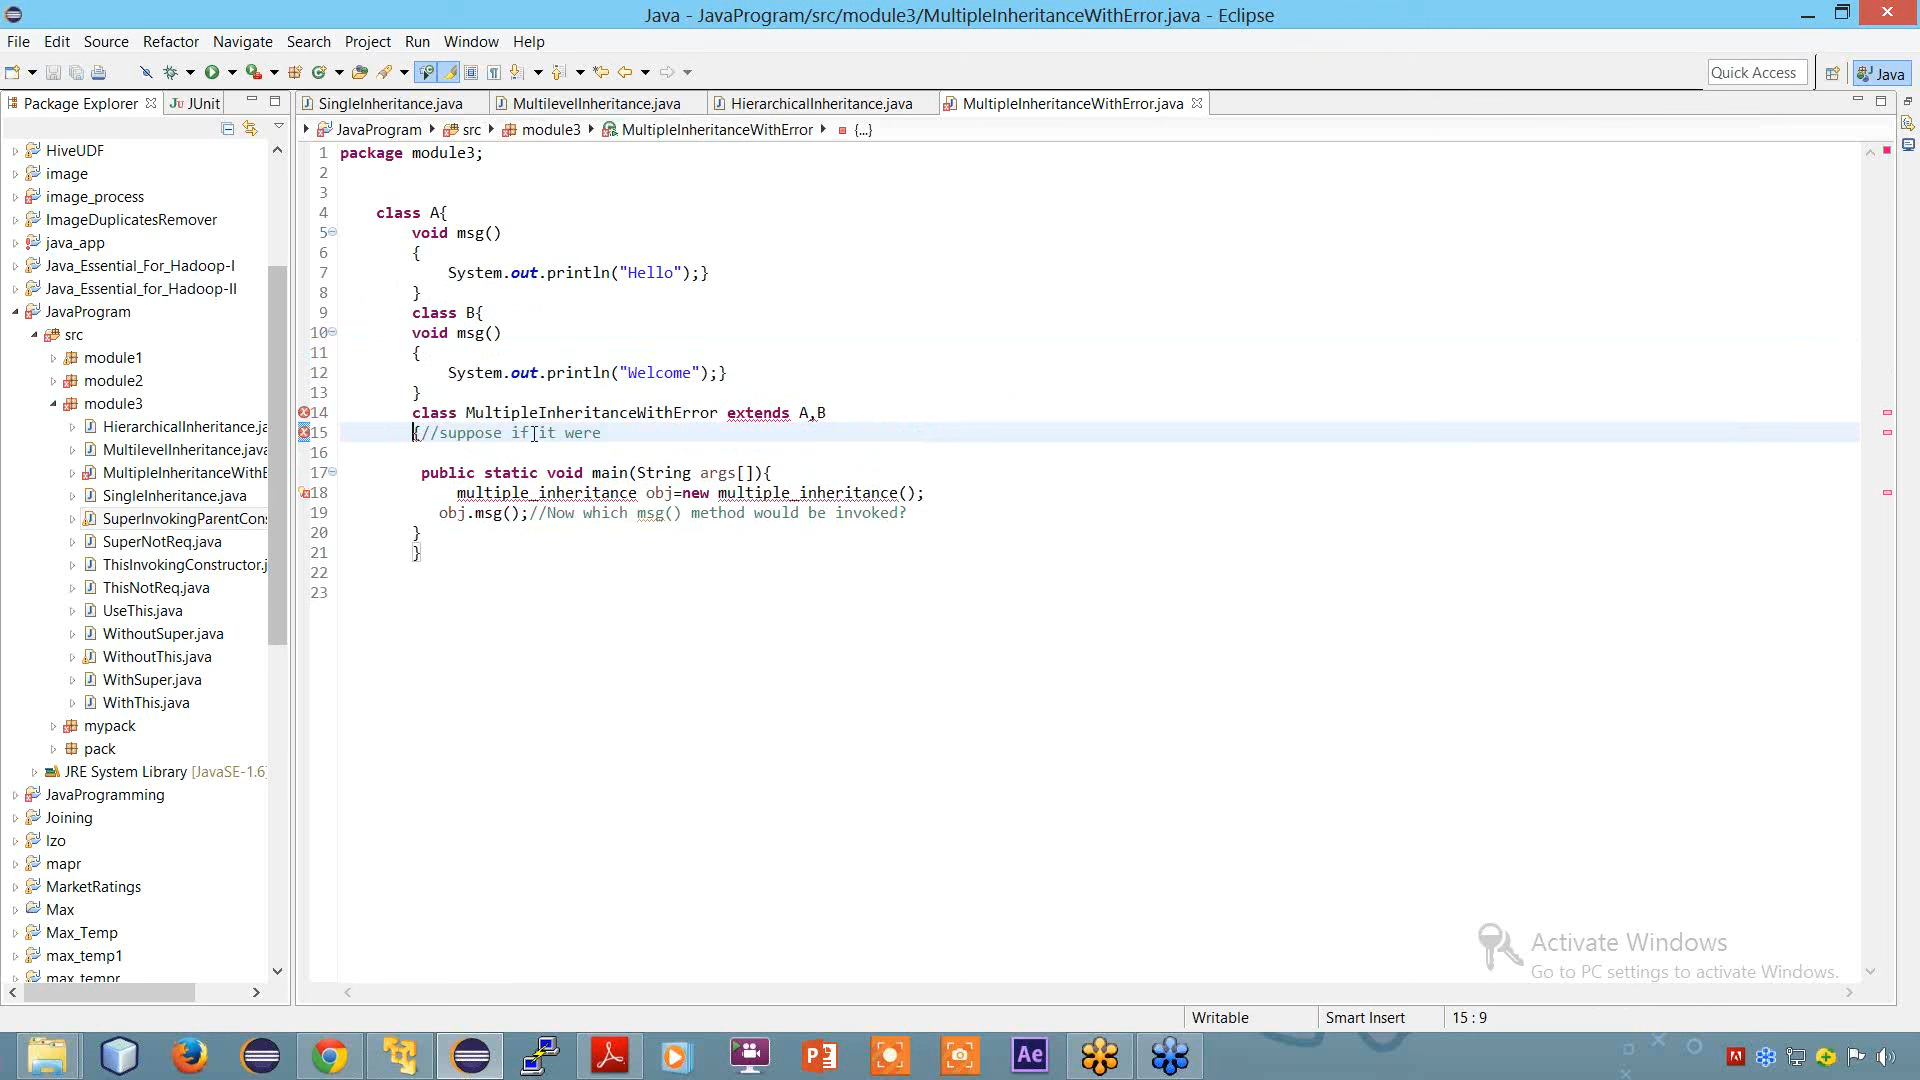 Java - JavaProgram/src/module3/MultipleInheritanceWithError.java - Eclipse
File Edit Source Refactor Navigate Search Project Run Window Help
Quick Access Java
Package Explorer JUnit SingleInheritance.java MultilevelInheritance.java HierarchicalInheritance.java MultipleInheritanceWithError.java
JavaProgram src module3 MultipleInheritanceWithError {...}
HiveUDF
image
image_process
ImageDuplicatesRemover
java_app
Java_Essential_For_Hadoop-I
Java_Essential_for_Hadoop-II
JavaProgram
src
module1
module2
module3
HierarchicalInheritance.ja
MultilevelInheritance.java
MultipleInheritanceWithE
SingleInheritance.java
SuperInvokingParentCons
SuperNotReq.java
ThisInvokingConstructor.j
ThisNotReq.java
UseThis.java
WithoutSuper.java
WithoutThis.java
WithSuper.java
WithThis.java
mypack
pack
JRE System Library [JavaSE-1.6]
JavaProgramming
Joining
lzo
mapr
MarketRatings
Max
Max_Temp
max_temp1
max_tempr
1 package module3;
2
3
4 class A{
5 void msg()
6 {
7 System.out.println("Hello");}
8 }
9 class B{
10 void msg()
11 {
12 System.out.println("Welcome");}
13 }
14 class MultipleInheritanceWithError extends A,B
15 {//suppose if it were
16
17 public static void main(String args[]){
18 multiple_inheritance obj=new multiple_inheritance();
19 obj.msg();//Now which msg() method would be invoked?
20 }
21 }
22
23
Activate Windows
Go to PC settings to activate Windows.
Writable Smart Insert 15 : 9
Ae